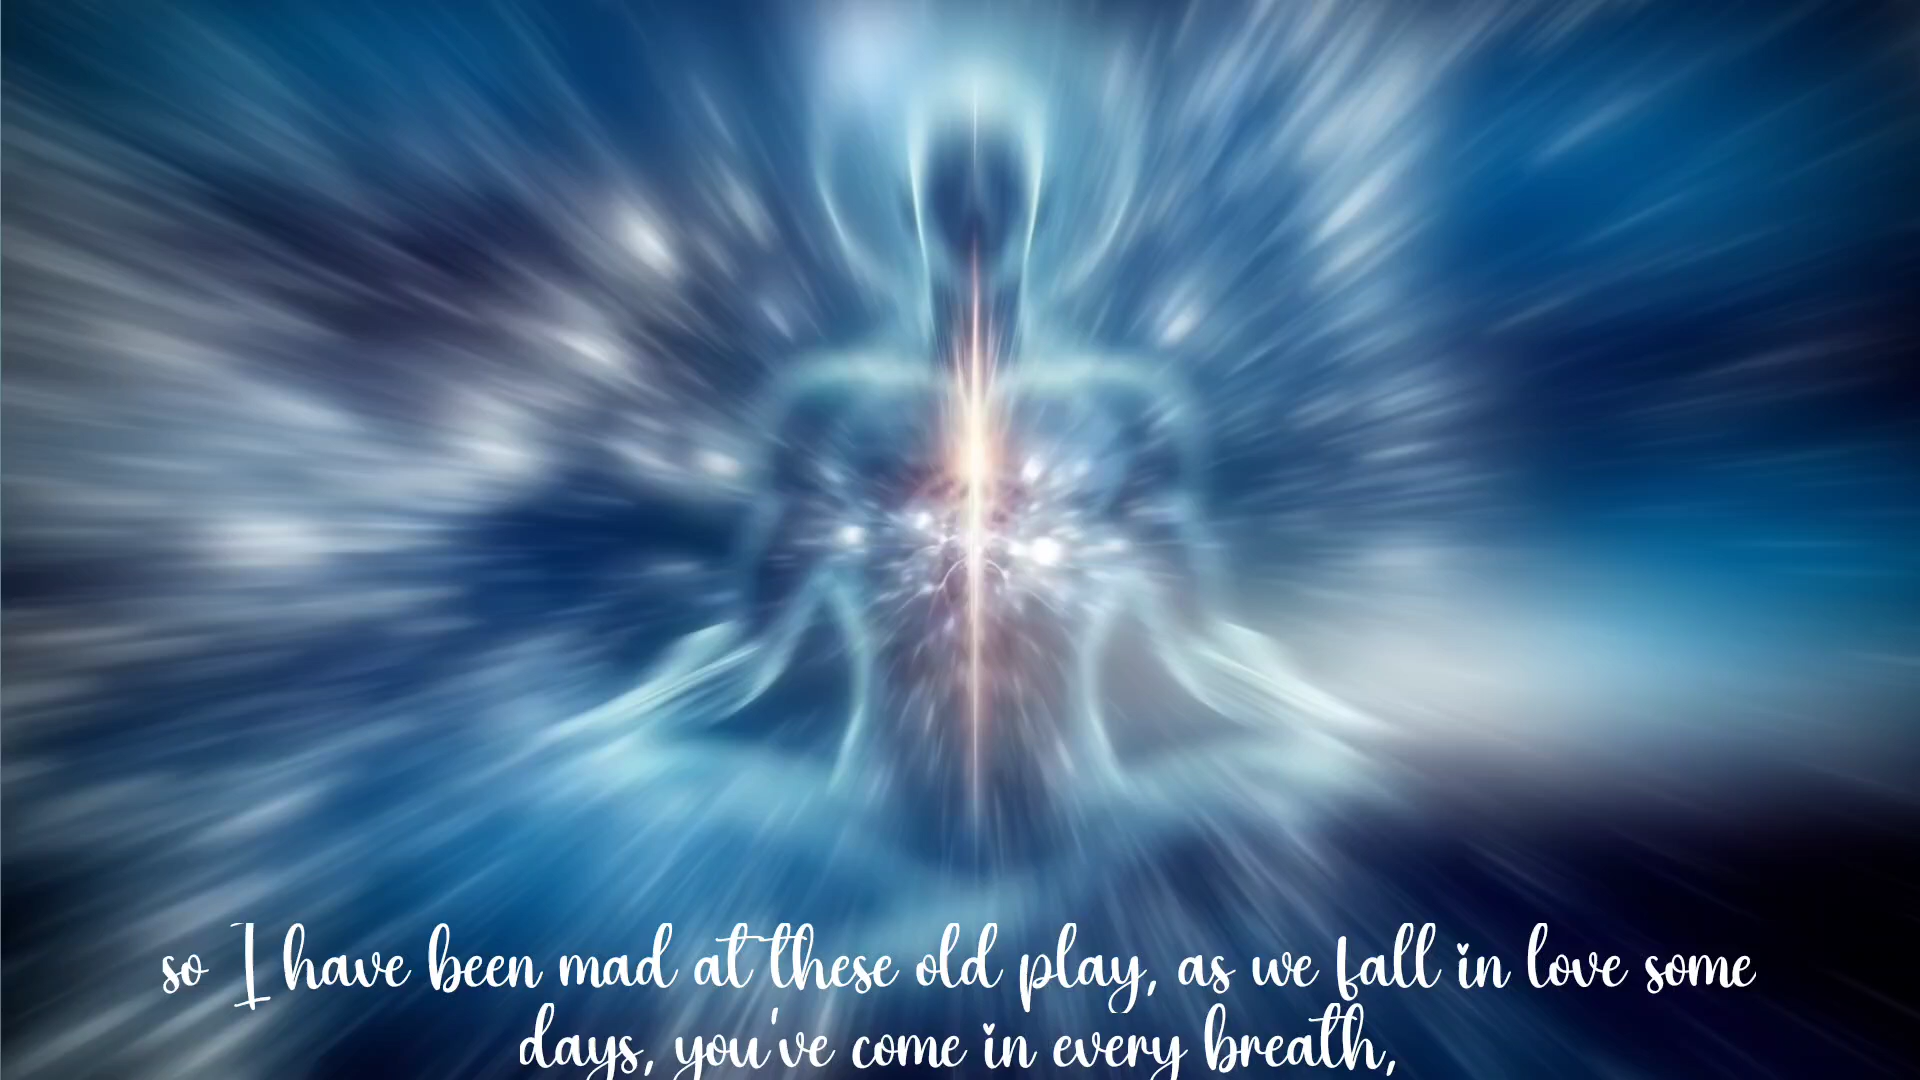 so I have been mad at these old play, as we fall in love some
days, you've come in every breath,